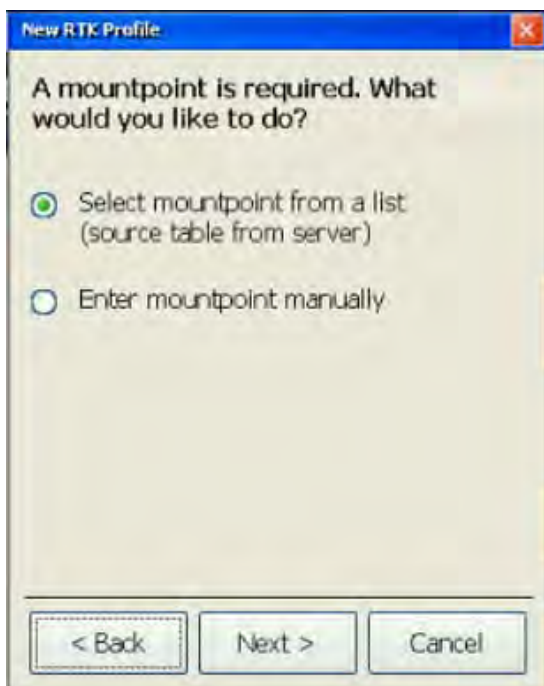 New RTK Profile
A mountpoint is required. What
would you like to do?
Select mountpoint from a list
(source table from server)
Enter mountpoint manually
< Back
Next >
Cancel